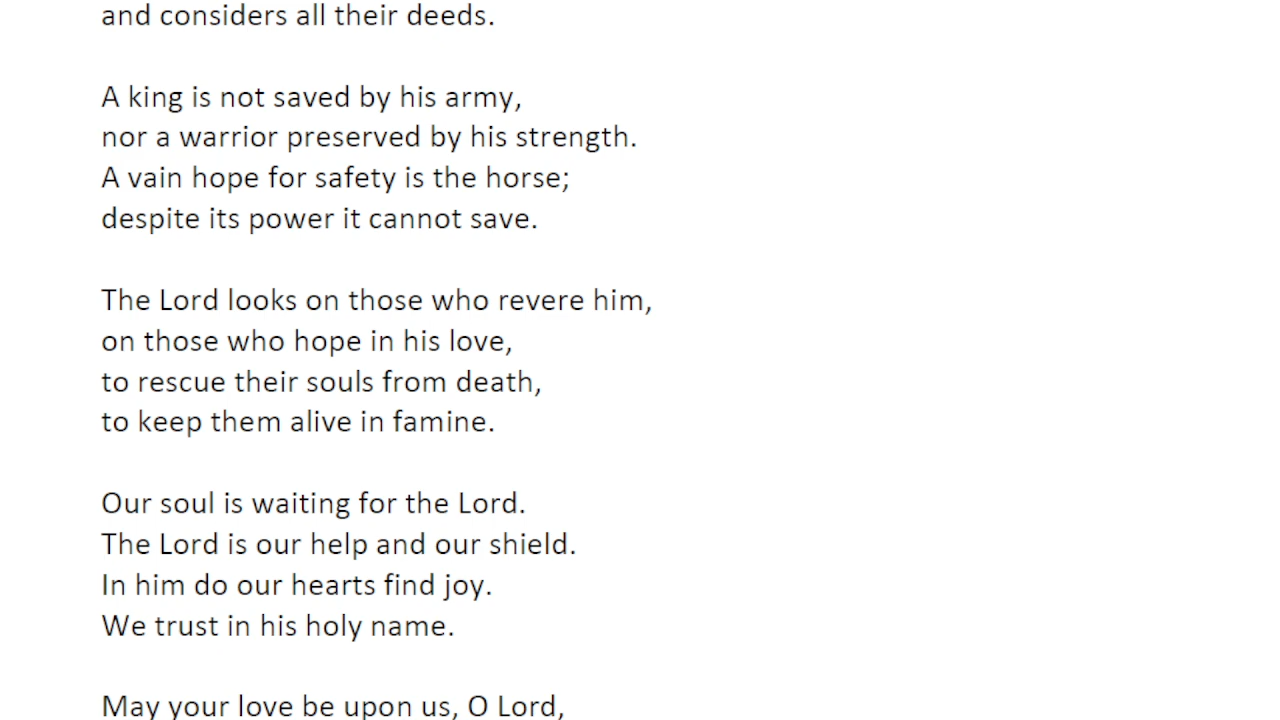 and considers all their deeds.
A king is not saved by his army,
nor a warrior preserved by his strength.
A vain hope for safety is the horse;
despite its power it cannot save.
The Lord looks on those who revere him,
on those who hope in his love,
to rescue their souls from death,
to keep them alive in famine.
Our soul is waiting for the Lord.
The Lord is our help and our shield.
In him do our hearts find joy.
We trust in his holy name.
May your love be upon us, O Lord,